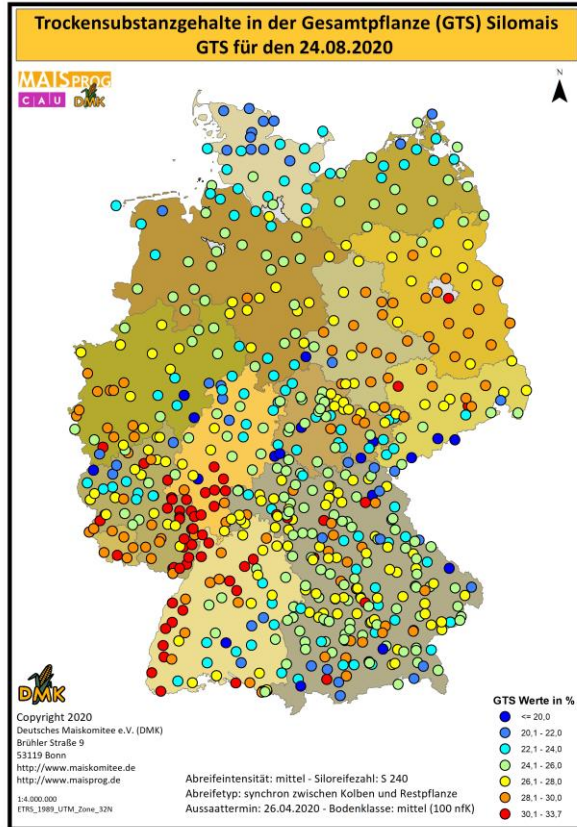 Trockensubstanzgehalte in der Gesamtpflanze (GTS) Silomais
GTS für den 24.08.2020
MAISPROG
CAU DMK
N
DMK
Copyright 2020
Deutsches Maiskomitee e.V. (DMK)
Brühler Straße 9
53119 Bonn
http://www.maiskomitee.de
http://www.maisprog.de
1:4.000.000
ETRS_1989_UTM_Zone_32N
Abreifeintensität: mittel - Siloreifezahl: S 240
Abreifetyp: synchron zwischen Kolben und Restpflanze
Aussaattermin: 26.04.2020 - Bodenklasse: mittel (100 nfK)
GTS Werte in %
<= 20,0
20,1 - 22,0
22,1 - 24,0
24,1 - 26,0
26,1 - 28,0
28,1 - 30,0
30,1 - 33,7